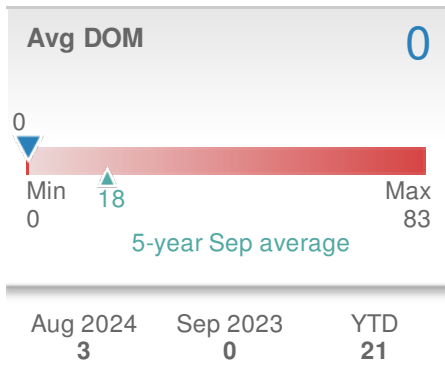 Avg DOM 0
0
Min Max
18
0 83
5-year Sep average
Aug 2024 Sep 2023 YTD
3 0 21